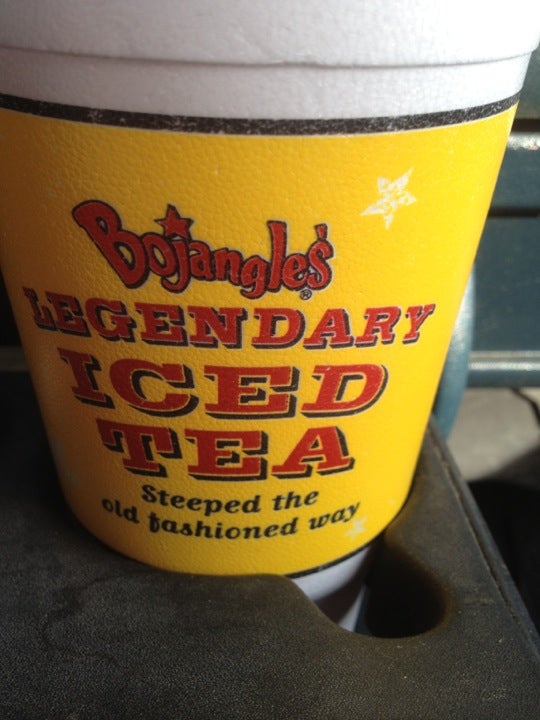 Bojangles'®
LEGENDARY
ICED
TEA
Steeped the
old fashioned way